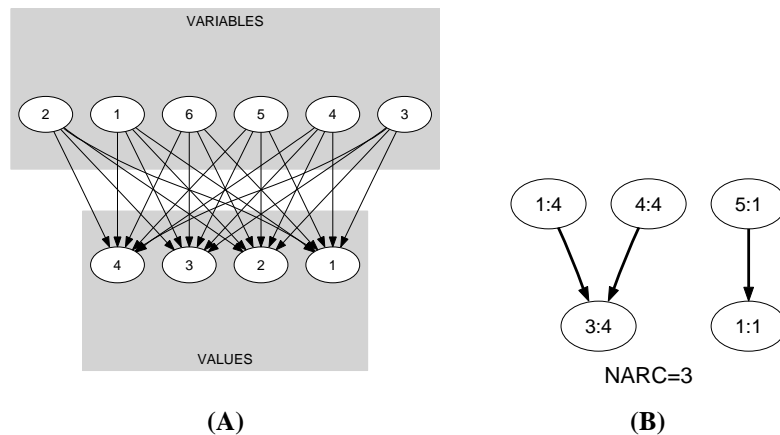 VARIABLES
2 1 6 5 4 3
4 3 2 1
VALUES
(A)
1:4 4:4 5:1
3:4 1:1
NARC=3
(B)